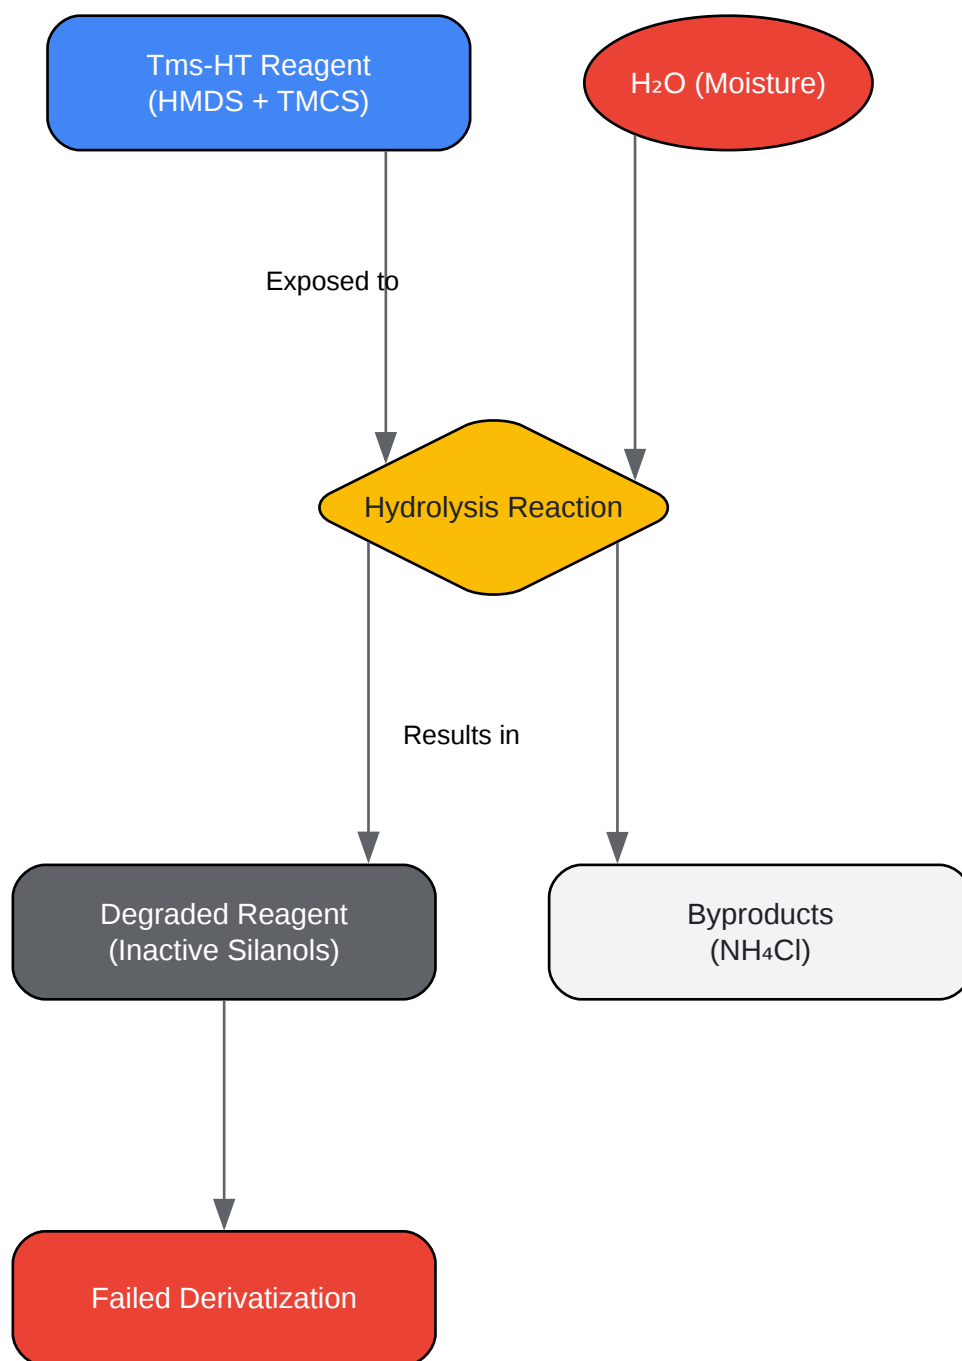 Tms-HT Reagent
(HMDS + TMCS)
H₂O (Moisture)
Exposed to
Hydrolysis Reaction
Results in
Degraded Reagent
(Inactive Silanols)
Byproducts
(NH₄Cl)
Failed Derivatization